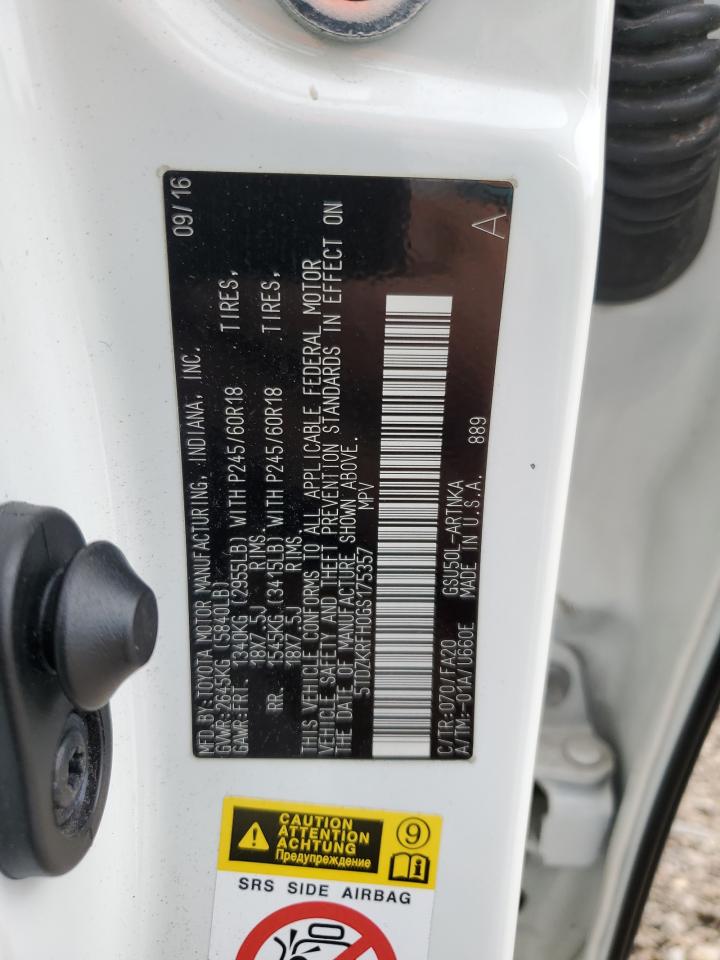 MFD.BY:TOYOTA MOTOR MANUFACTURING, INDIANA, INC. 09/16
GVWR:2645KG(5840LB)
GAWR:FRT. 1340KG (2955LB) WITH P245/60R18 TIRES,
18X7.5J RIMS.
RR. 1545KG(3415LB) WITH P245/60R18 TIRES,
18X7.5J RIMS.
THIS VEHICLE CONFORMS TO ALL APPLICABLE FEDERAL MOTOR
VEHICLE SAFETY AND THEFT PREVENTION STANDARDS IN EFFECT ON
THE DATE OF MANUFACTURE SHOWN ABOVE.
5TDZKRFH0GS175357 MPV
C/TR:070/FA20 GSU50L-ARTNKA A
A/TM:-01A/U660E MADE IN U.S.A. 889
CAUTION
ATTENTION
ACHTUNG
Предупреждение
9
i
SRS SIDE AIRBAG